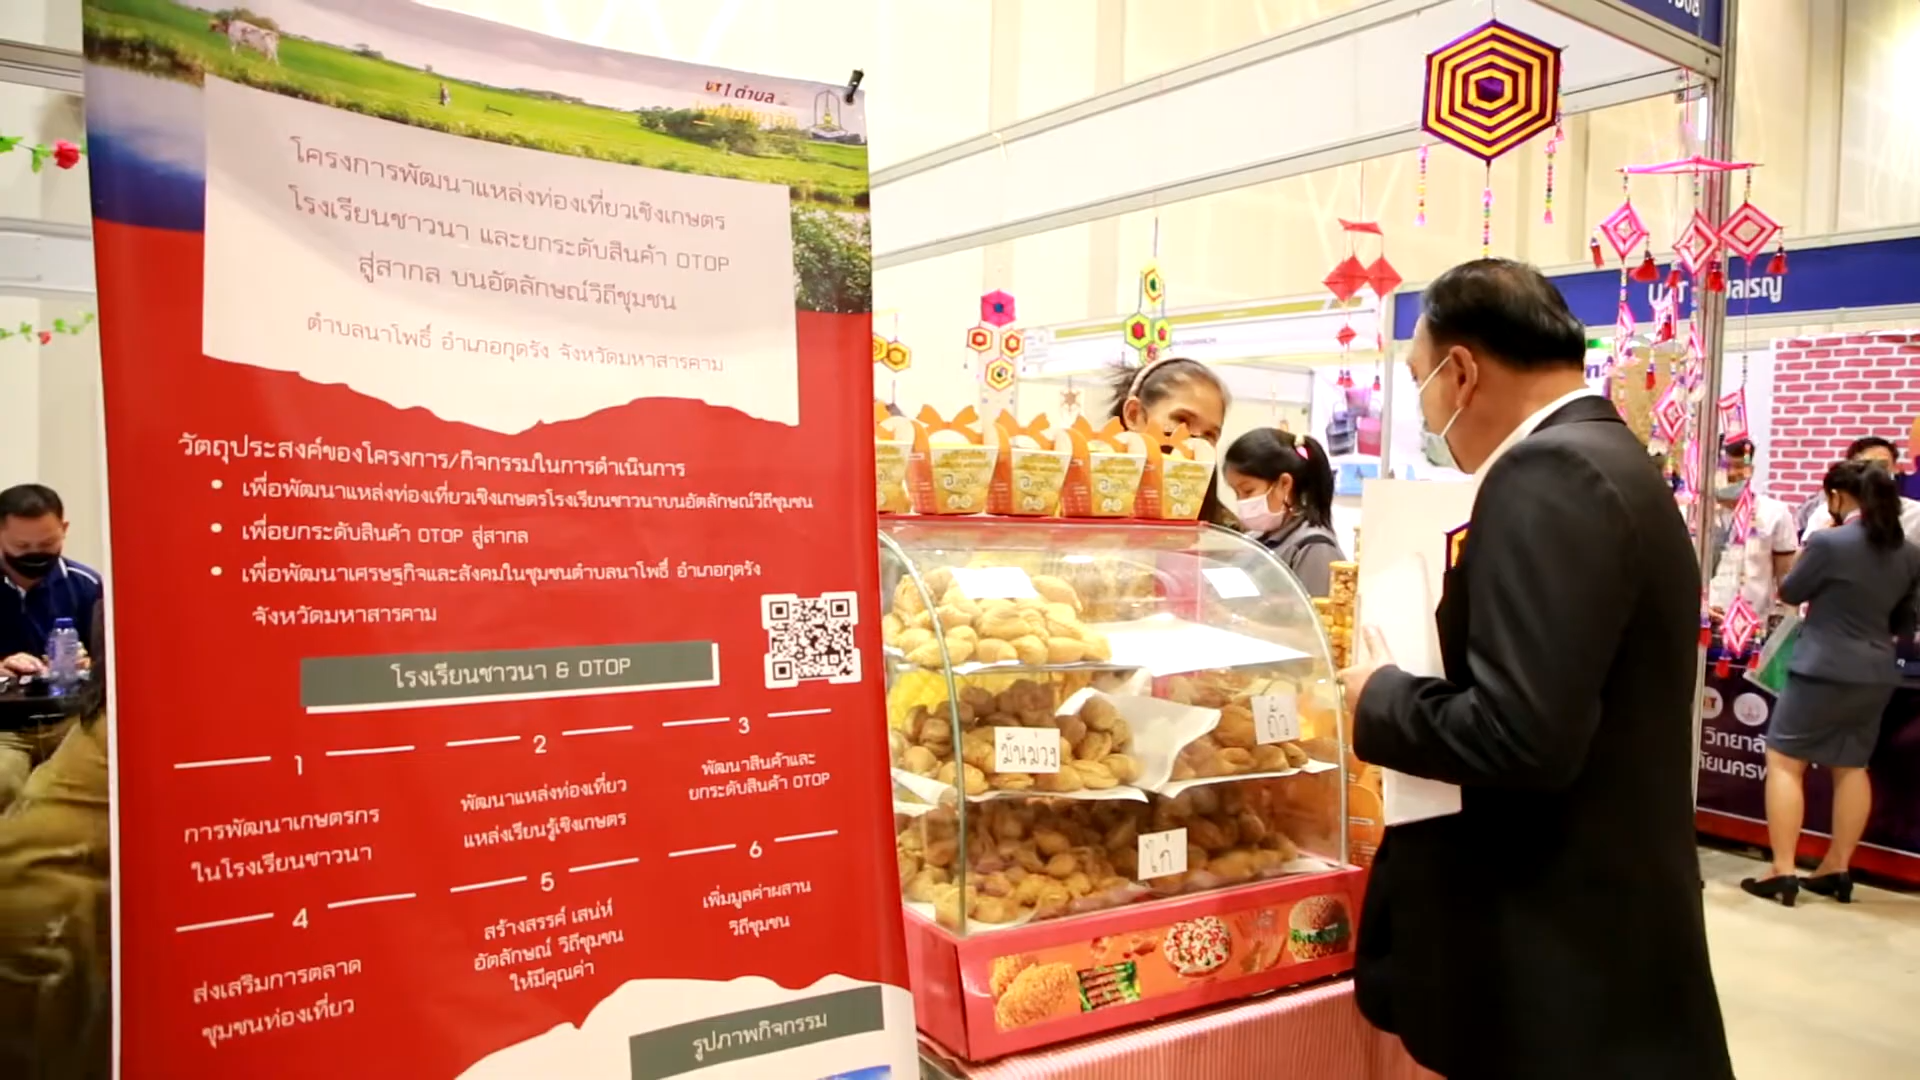 1 ตำบล
โครงการพัฒนาแหล่งท่องเที่ยวเชิงเกษตร
โรงเรียนชาวนา และยกระดับสินค้า OTOP
สู่สากล บนอัตลักษณ์วิถีชุมชน
ตำบลนาโพธิ์ อำเภอกุดรัง จังหวัดมหาสารคาม
วัตถุประสงค์ของโครงการ/กิจกรรมในการดำเนินการ
• เพื่อพัฒนาแหล่งท่องเที่ยวเชิงเกษตรโรงเรียนชาวนาบนอัตลักษณ์วิถีชุมชน
• เพื่อยกระดับสินค้า OTOP สู่สากล
• เพื่อพัฒนาเศรษฐกิจและสังคมในชุมชนตำบลนาโพธิ์ อำเภอกุดรัง
จังหวัดมหาสารคาม
โรงเรียนชาวนา & OTOP
1
การพัฒนาเกษตรกร
ในโรงเรียนชาวนา
2
พัฒนาแหล่งท่องเที่ยว
แหล่งเรียนรู้เชิงเกษตร
3
พัฒนาสินค้าและ
ยกระดับสินค้า OTOP
4
ส่งเสริมการตลาด
ชุมชนท่องเที่ยว
5
สร้างสรรค์ เสน่ห์
อัตลักษณ์ วิถีชุมชน
ให้มีคุณค่า
6
เพิ่มมูลค่าผสาน
วิถีชุมชน
รูปภาพกิจกรรม
มันม่วง
ถั่ว
ไก่